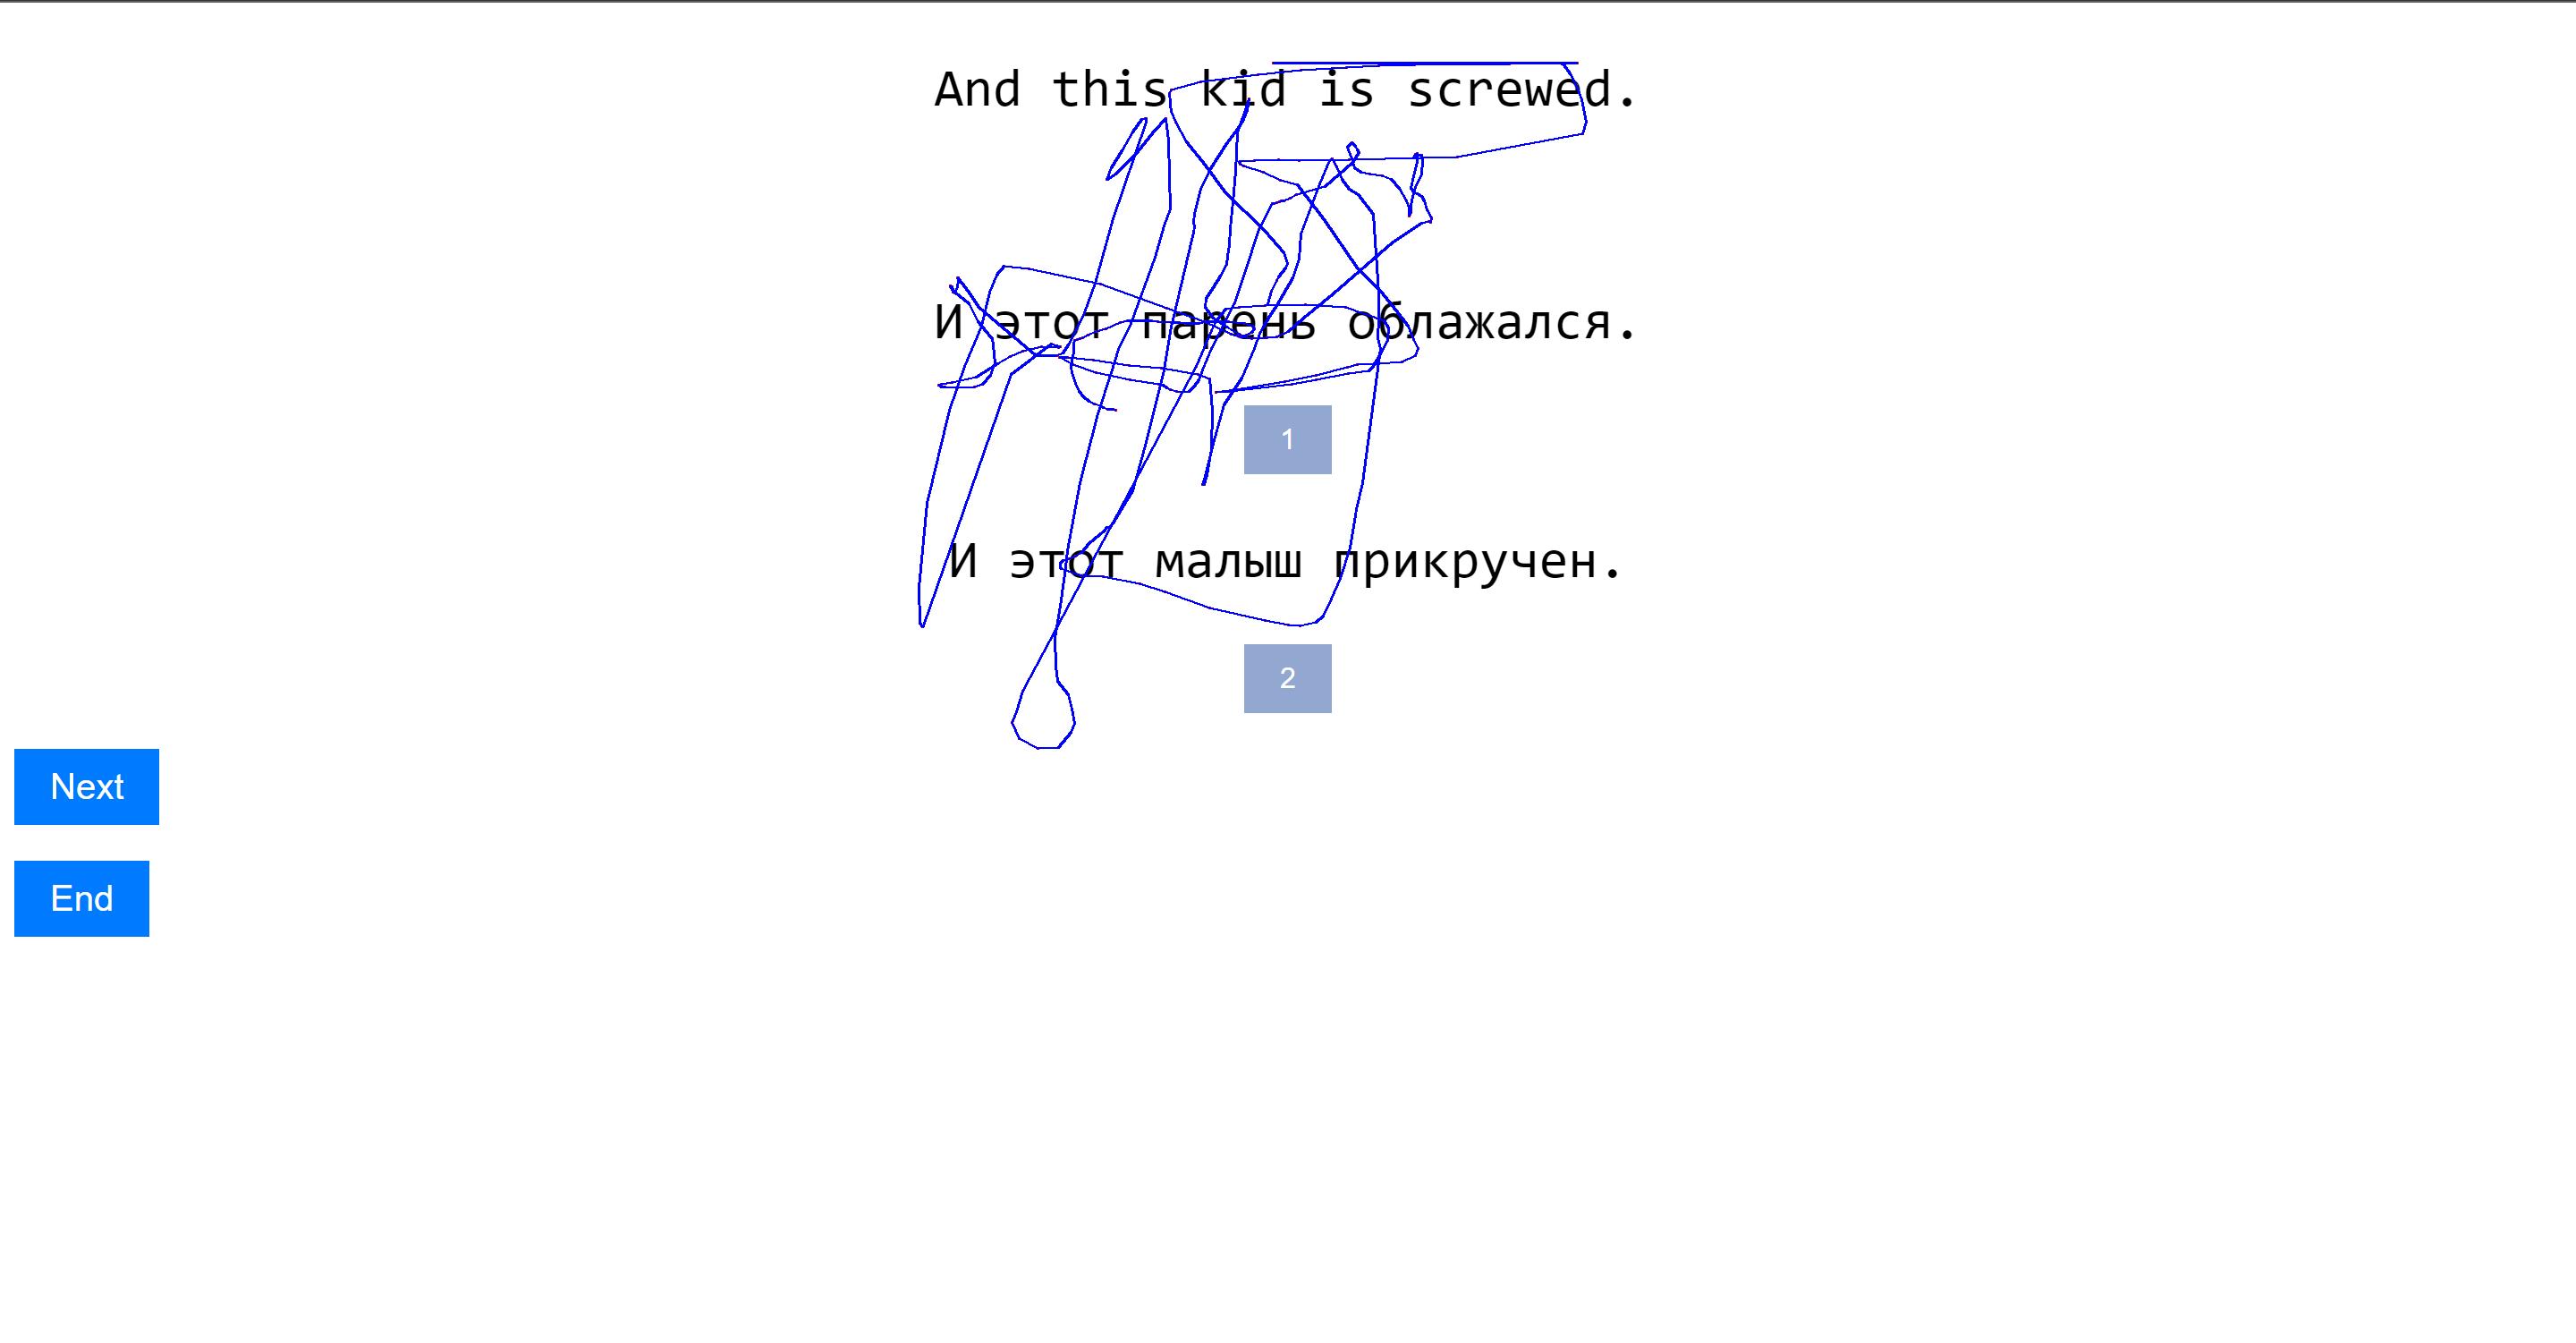 And this kid is screwed.
И этот парень облажался.
1
И этот малыш прикручен.
2
Next
End